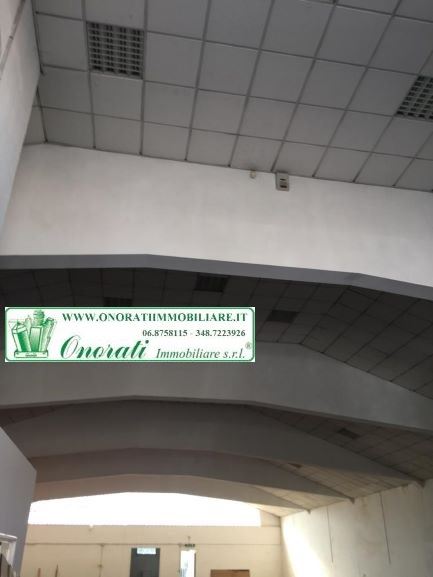 WWW.ONORATIIMMOBILIARE.IT
06.8758115 - 348.7223926
Onorati Immobiliare s.r.l.®